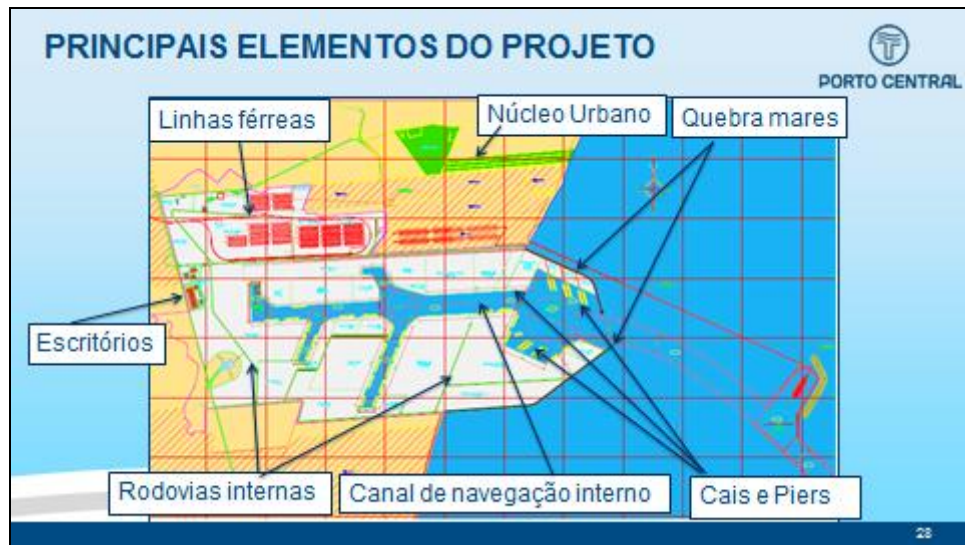 PRINCIPAIS ELEMENTOS DO PROJETO
PORTO CENTRAL
Linhas férreas
Núcleo Urbano
Quebra mares
Escritórios
Rodovias internas
Canal de navegação interno
Cais e Piers
28